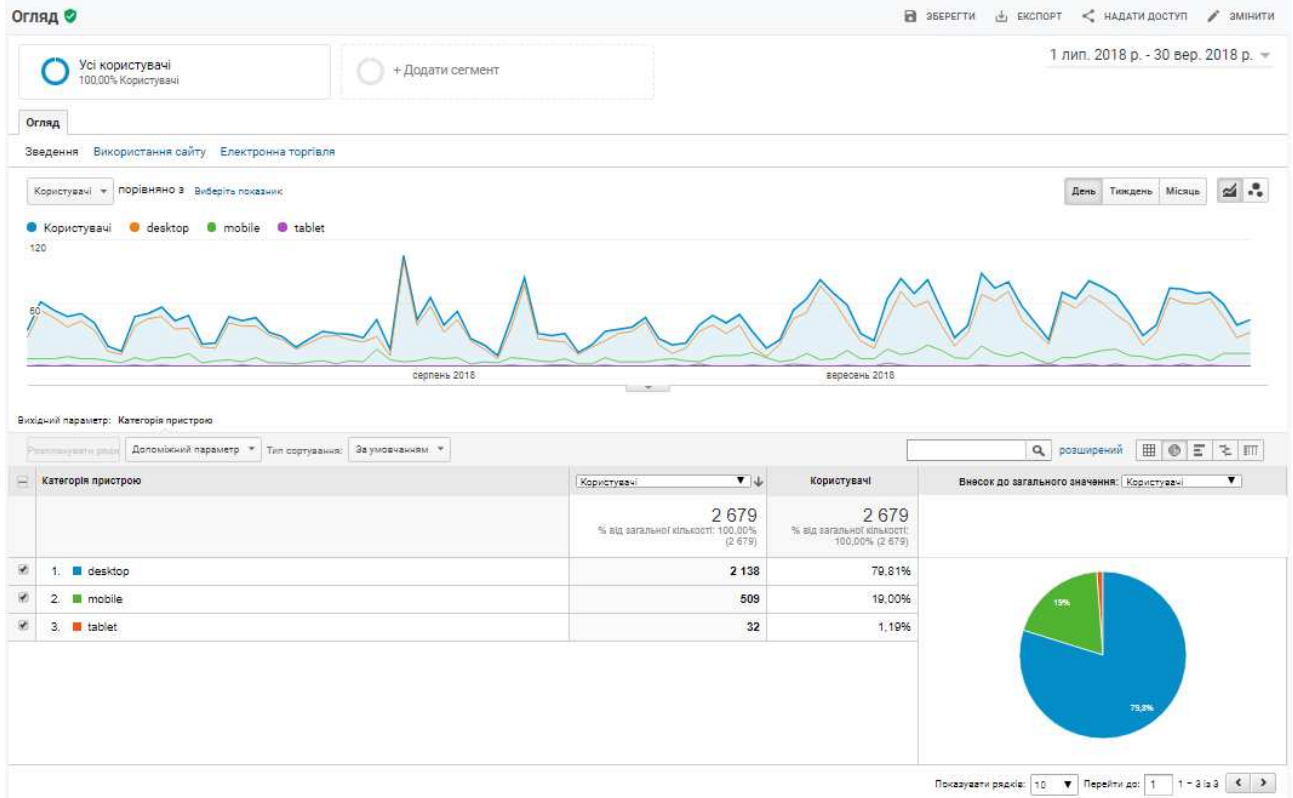 Огляд
ЗБЕРЕГТИ ЕКСПОРТ НАДАТИ ДОСТУП ЗМІНИТИ
Усі користувачі
100,00% Користувачі
+ Додати сегмент
1 лип. 2018 р. - 30 вер. 2018 р.
Огляд
Зведення Використання сайту Електронна торгівля
Користувачі порівняно з Виберіть показник
День Тиждень Місяць
Користувачі desktop mobile tablet
120
60
серпень 2018 вересень 2018
Вихідний параметр: Категорія пристрою
Розпланувати рядки Допоміжний параметр Тип сортування: За умовчанням розширений
Категорія пристрою Користувачі Користувачі Внесок до загального значення: Користувачі
2 679 2 679
% від загальної кількості: 100,00% (2 679) % від загальної кількості: 100,00% (2 679)
1. desktop 2 138 79,81%
2. mobile 509 19,00%
3. tablet 32 1,19%
19%
79,8%
Показувати рядків: 10 Перейти до: 1 1 – 3 із 3